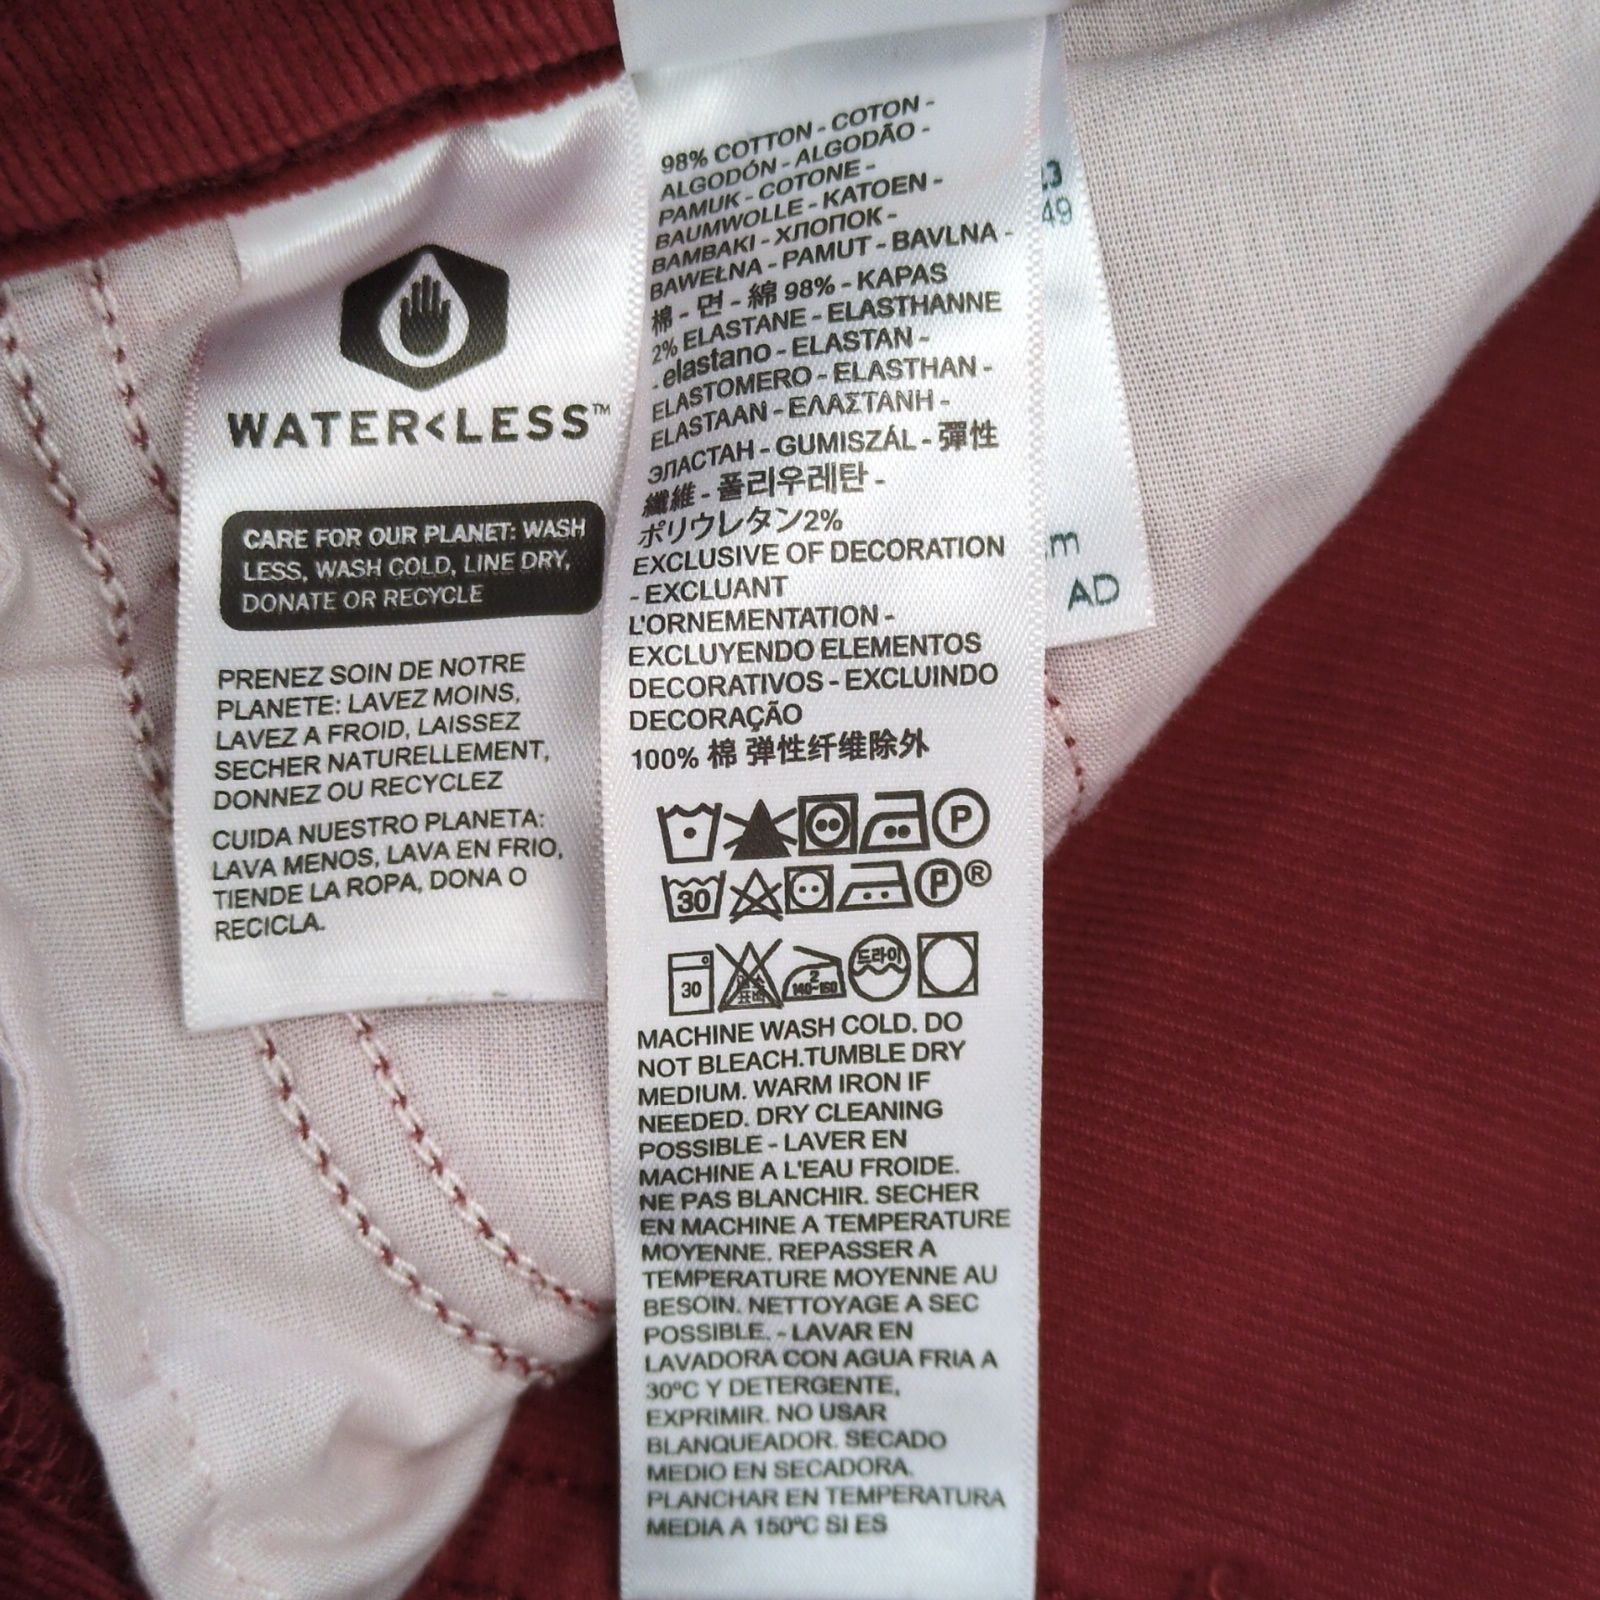 WATER<LESS™
CARE FOR OUR PLANET: WASH
LESS, WASH COLD, LINE DRY,
DONATE OR RECYCLE
PRENEZ SOIN DE NOTRE
PLANETE: LAVEZ MOINS,
LAVEZ A FROID, LAISSEZ
SECHER NATURELLEMENT,
DONNEZ OU RECYCLEZ
CUIDA NUESTRO PLANETA:
LAVA MENOS, LAVA EN FRIO,
TIENDE LA ROPA, DONA O
RECICLA.
98% COTTON - COTON -
ALGODÓN - ALGODÃO -
PAMUK - COTONE -
BAUMWOLLE - KATOEN -
BAMBAKI - ХЛОПОК -
BAWEŁNA - PAMUT - BAVLNA -
棉 - 면 - 綿 98% - KAPAS
2% ELASTANE - ELASTHANNE
- elastano - ELASTAN -
ELASTOMERO - ELASTHAN -
ELASTAAN - ΕΛΑΣΤΑΝΗ -
ЭЛАСТАН - GUMISZÁL - 彈性
纖維 - 폴리우레탄 -
ポリウレタン2%
EXCLUSIVE OF DECORATION
- EXCLUANT
L'ORNEMENTATION -
EXCLUYENDO ELEMENTOS
DECORATIVOS - EXCLUINDO
DECORAÇÃO
100% 棉 弹性纤维除外
P
30 P ®
30 2 140~160 드라이
MACHINE WASH COLD. DO
NOT BLEACH.TUMBLE DRY
MEDIUM. WARM IRON IF
NEEDED. DRY CLEANING
POSSIBLE - LAVER EN
MACHINE A L'EAU FROIDE.
NE PAS BLANCHIR. SECHER
EN MACHINE A TEMPERATURE
MOYENNE. REPASSER A
TEMPERATURE MOYENNE AU
BESOIN. NETTOYAGE A SEC
POSSIBLE. - LAVAR EN
LAVADORA CON AGUA FRIA A
30ºC Y DETERGENTE,
EXPRIMIR. NO USAR
BLANQUEADOR. SECADO
MEDIO EN SECADORA.
PLANCHAR EN TEMPERATURA
MEDIA A 150ºC SI ES
49
AD